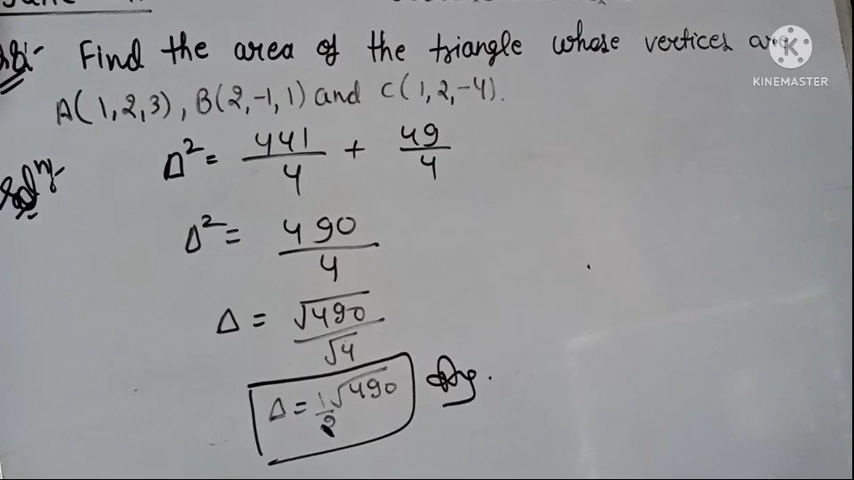 Find the area of the triangle whose vertices are
KINEMASTER
A(1,2,3), B(2,-1,1) and C(1,2,-4).
Solⁿ:-
Δ² = 441/4 + 49/4
Δ² = 490/4
Δ = √490/√4
Δ = 1/2 √490